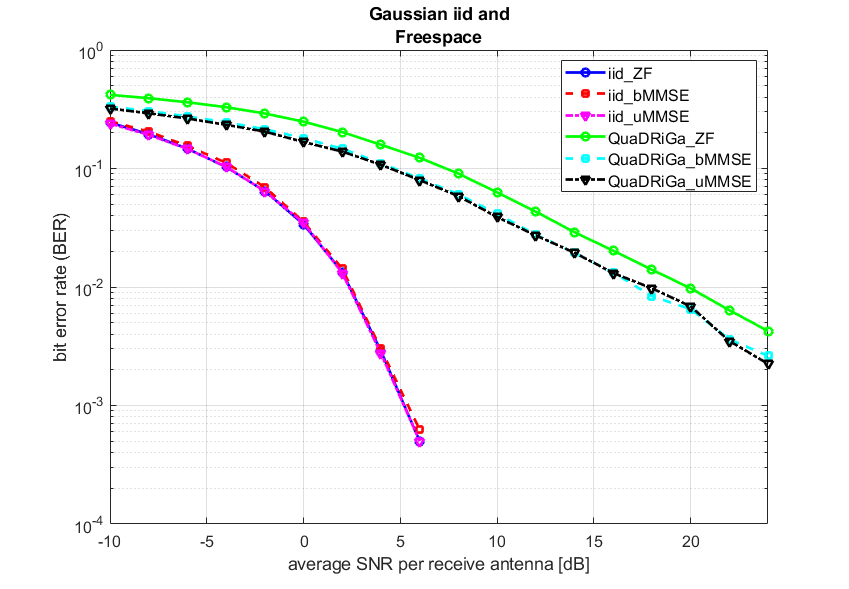 Gaussian iid and
Freespace
10^0
10^-1
10^-2
10^-3
10^-4
bit error rate (BER)
iid_ZF
iid_bMMSE
iid_uMMSE
QuaDRiGa_ZF
QuaDRiGa_bMMSE
QuaDRiGa_uMMSE
-10 -5 0 5 10 15 20
average SNR per receive antenna [dB]